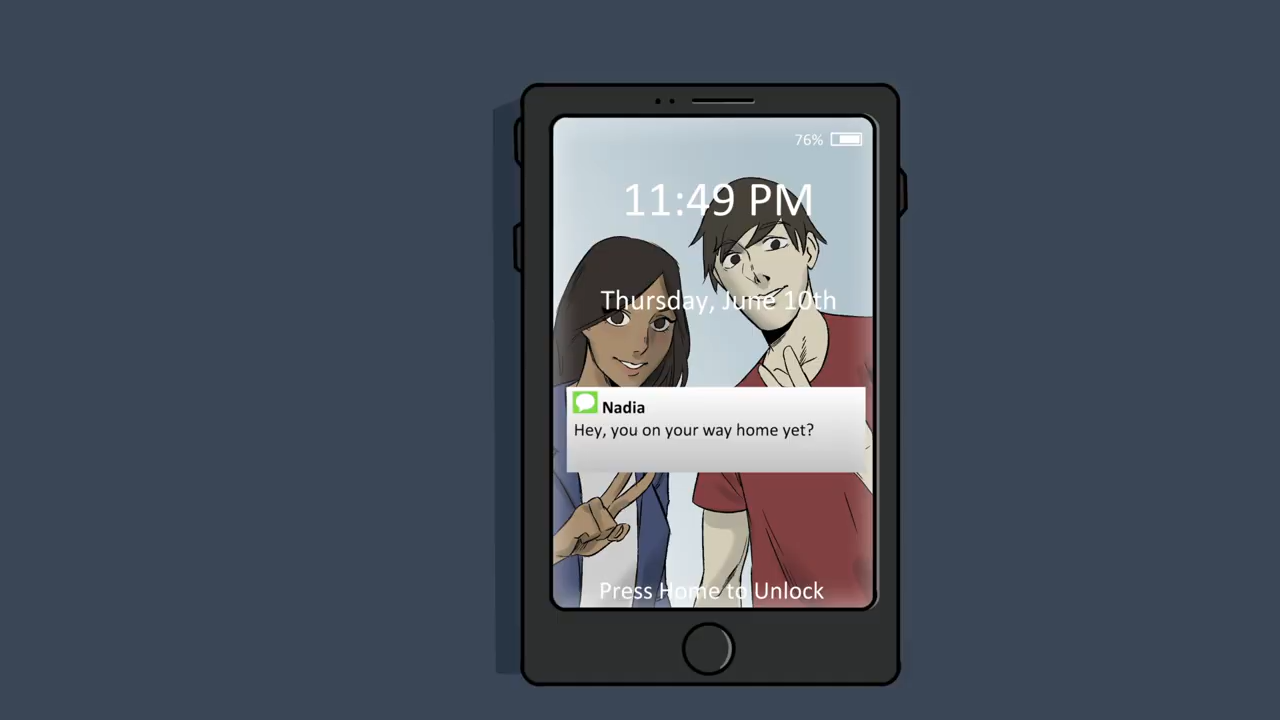 76%
11:49 PM
Thursday, June 10th
Nadia
Hey, you on your way home yet?
Press Home to Unlock